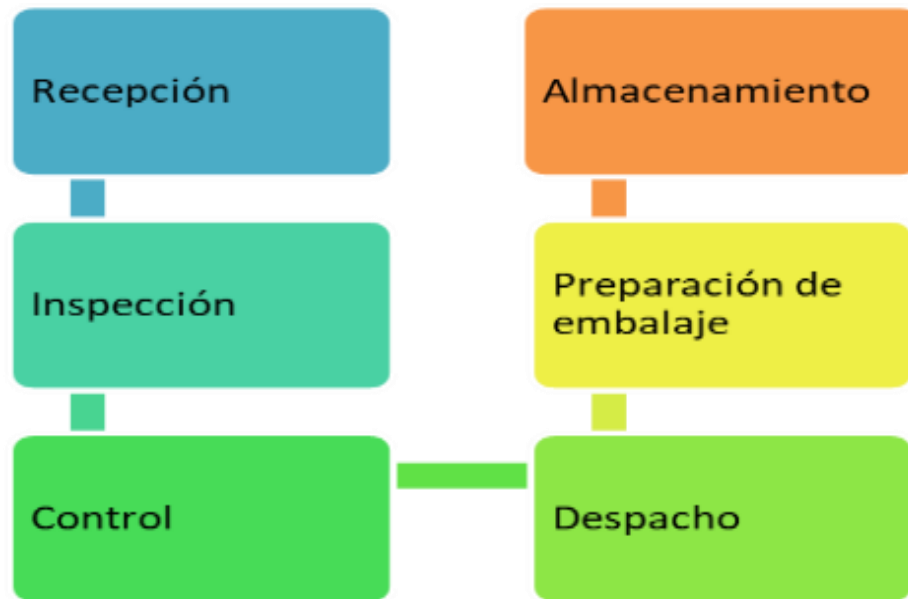 Recepción
Inspección
Control
Despacho
Preparación de
embalaje
Almacenamiento